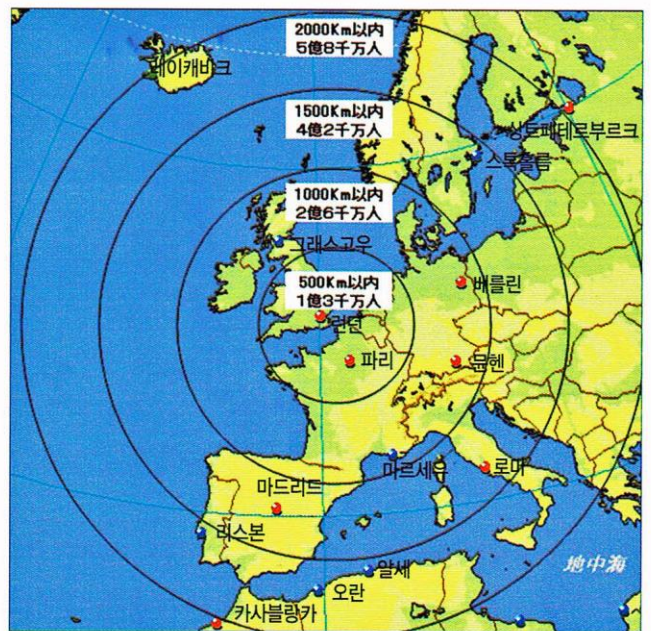 2000Km以内
5億8千万人
레이캐비크
1500Km以内
4億2千万人
상트페테르부르크
스톡홀름
1000Km以内
2億6千万人
그래스고우
500Km以内
1億3千万人
베를린
런던
파리
뮌헨
마르세우
로마
마드리드
리스본
알새
地中海
오란
카사블랑카